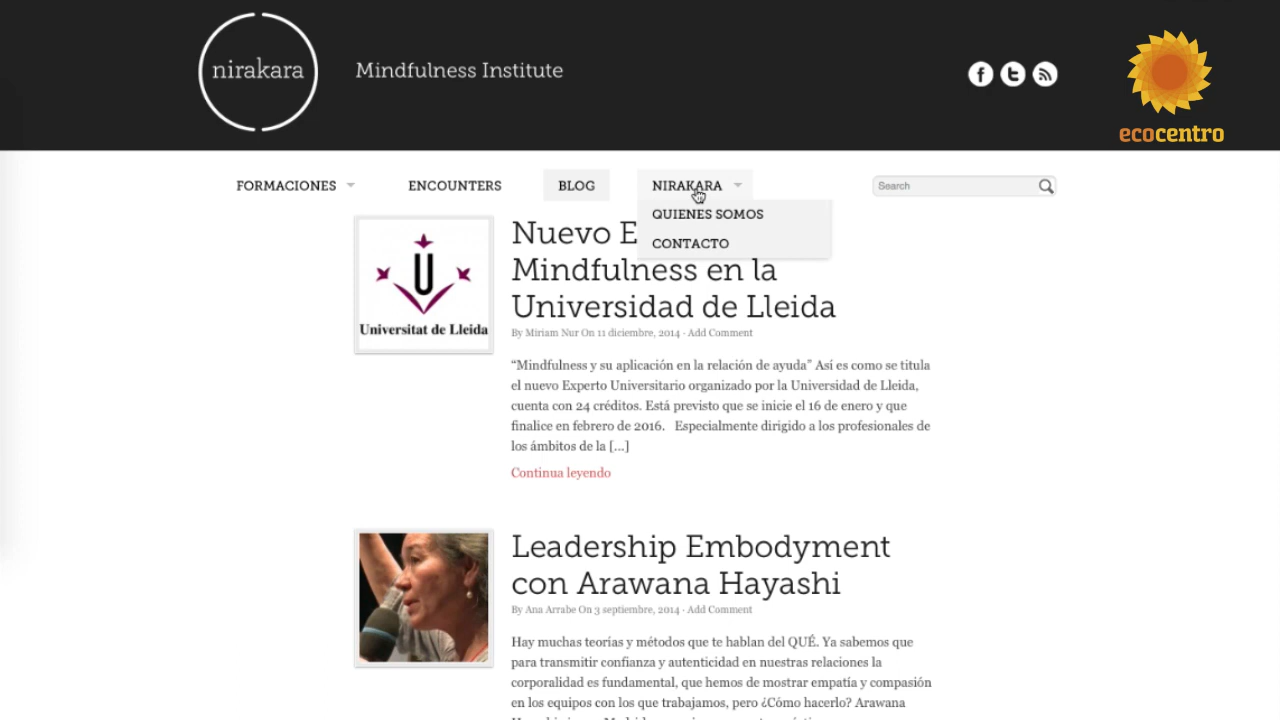 nirakara
Mindfulness Institute
ecocentro
FORMACIONES
ENCOUNTERS
BLOG
NIRAKARA
Search
QUIENES SOMOS
CONTACTO
Nuevo E
Mindfulness en la
Universidad de Lleida
U
Universitat de Lleida
By Miriam Nur On 11 diciembre, 2014 · Add Comment
“Mindfulness y su aplicación en la relación de ayuda” Así es como se titula
el nuevo Experto Universitario organizado por la Universidad de Lleida,
cuenta con 24 créditos. Está previsto que se inicie el 16 de enero y que
finalice en febrero de 2016. Especialmente dirigido a los profesionales de
los ámbitos de la [...]
Continua leyendo
Leadership Embodyment
con Arawana Hayashi
By Ana Arrabe On 3 septiembre, 2014 · Add Comment
Hay muchas teorías y métodos que te hablan del QUÉ. Ya sabemos que
para transmitir confianza y autenticidad en nuestras relaciones la
corporalidad es fundamental, que hemos de mostrar empatía y compasión
en los equipos con los que trabajamos, pero ¿Cómo hacerlo? Arawana